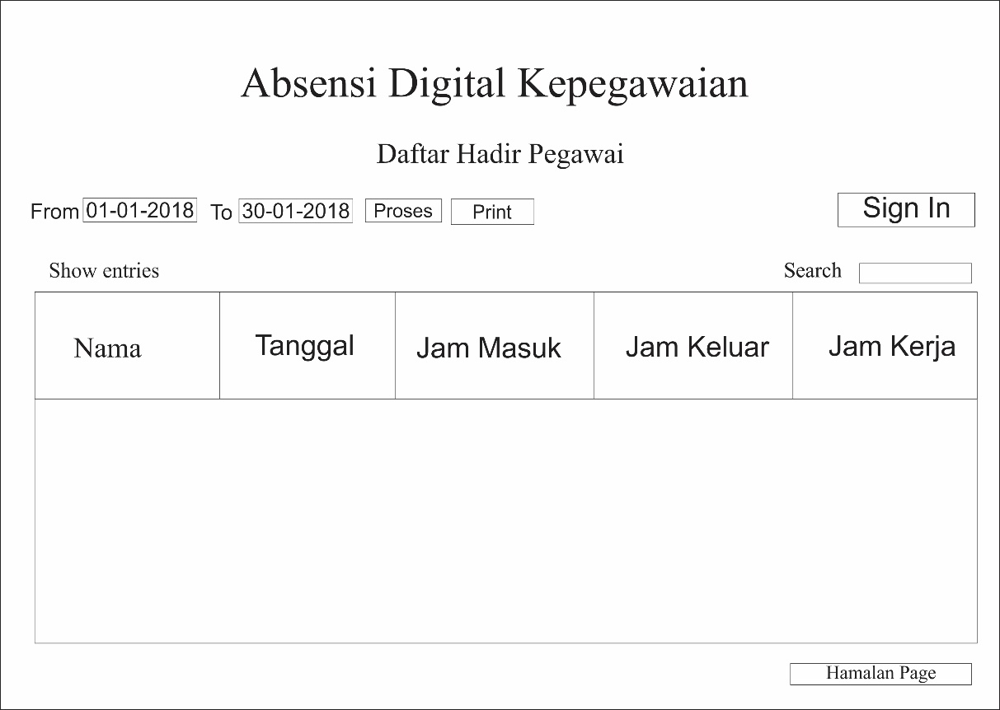 Absensi Digital Kepegawaian
Daftar Hadir Pegawai
From 01-01-2018 To 30-01-2018 Proses Print Sign In
Show entries Search
Nama Tanggal Jam Masuk Jam Keluar Jam Kerja
Hamalan Page